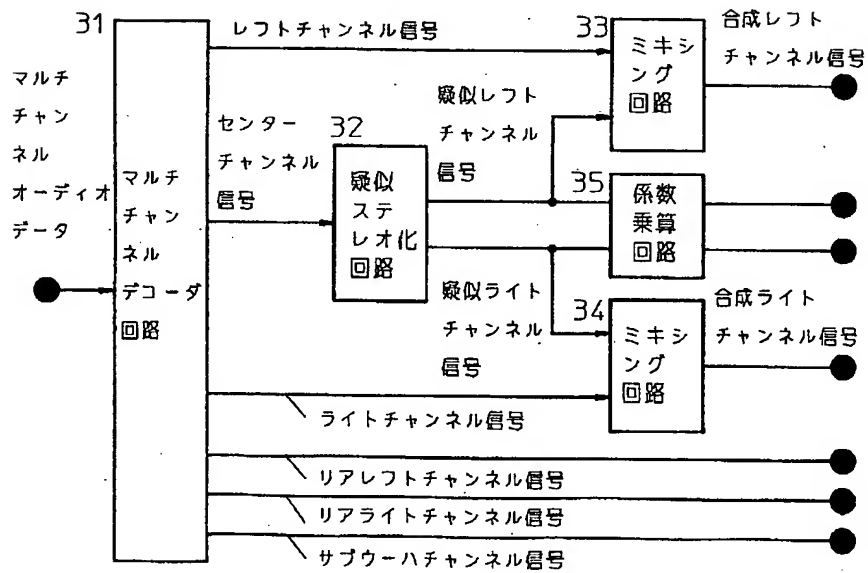 31
マルチ
チャン
ネル
オーディオ
データ
マルチ
チャン
ネル
デコーダ
回路
レフトチャンネル信号
センター
チャンネル
信号
32
疑似
ステ
レオ化
回路
疑似レフト
チャンネル
信号
33
ミキシ
ング
回路
合成レフト
チャンネル信号
35
係数
乗算
回路
疑似ライト
チャンネル
信号
34
ミキシ
ング
回路
合成ライト
チャンネル信号
ライトチャンネル信号
リアレフトチャンネル信号
リアライトチャンネル信号
サブウーハチャンネル信号